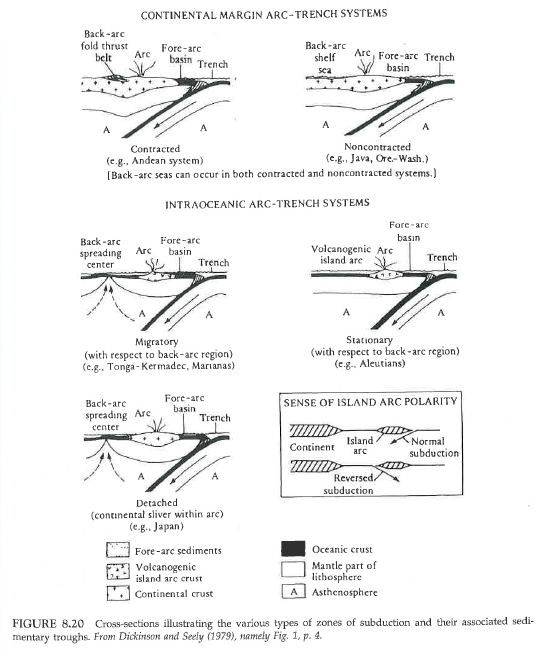 CONTINENTAL MARGIN ARC-TRENCH SYSTEMS
Back-arc
fold thrust
belt
Arc
Fore-arc
basin
Trench
A
A
Contracted
(e.g., Andean system)
Back-arc
shelf
sea
Arc
Fore-arc
basin
Trench
A
A
Noncontracted
(e.g., Java, Ore.-Wash.)
[Back-arc seas can occur in both contracted and noncontracted systems.]
INTRAOCEANIC ARC-TRENCH SYSTEMS
Back-arc
spreading
center
Arc
Fore-arc
basin
Trench
A
A
Migratory
(with respect to back-arc region)
(e.g., Tonga-Kermadec, Marianas)
Volcanogenic
island arc
Arc
Fore-arc
basin
Trench
A
A
Stationary
(with respect to back-arc region)
(e.g., Aleutians)
Back-arc
spreading
center
Arc
Fore-arc
basin
Trench
A
A
Detached
(continental sliver within arc)
(e.g., Japan)
SENSE OF ISLAND ARC POLARITY
Continent
Island
arc
Normal
subduction
Reversed
subduction
Fore-arc sediments
Volcanogenic
island arc crust
Continental crust
Oceanic crust
Mantle part of
lithosphere
A
Asthenosphere
FIGURE 8.20 Cross-sections illustrating the various types of zones of subduction and their associated sedi-
mentary troughs. From Dickinson and Seely (1979), namely Fig. 1, p. 4.